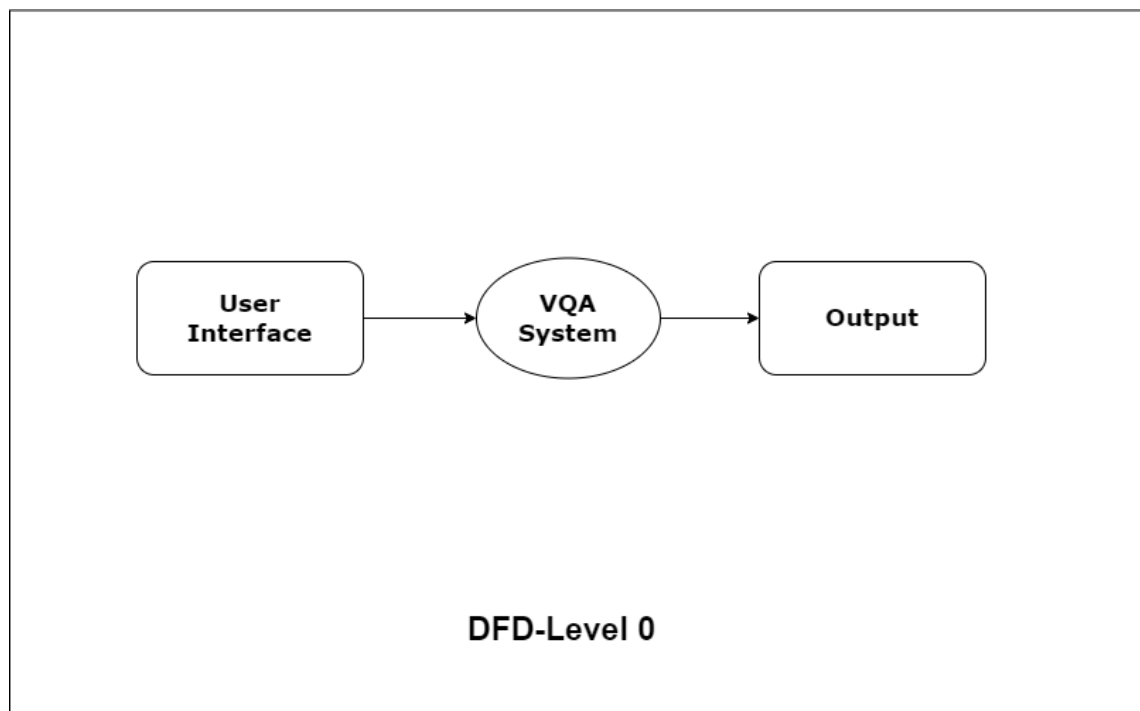 User
Interface
VQA
System
Output
DFD-Level 0